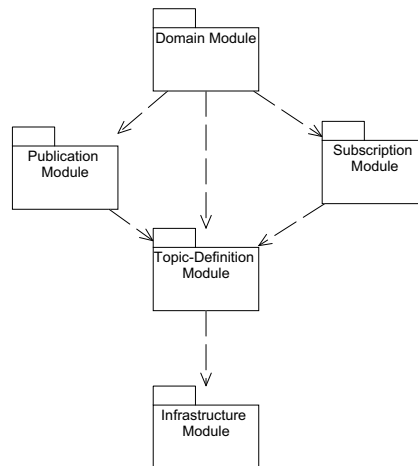 Domain Module
Publication
Module
Subscription
Module
Topic-Definition
Module
Infrastructure
Module